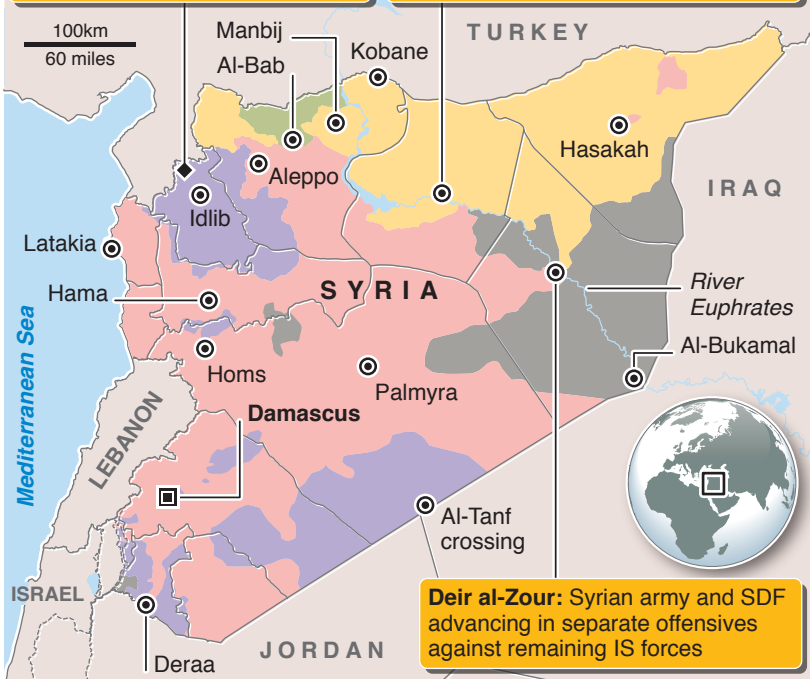 100km
60 miles
Manbij
Al-Bab
Kobane
TURKEY
Hasakah
Aleppo
IRAQ
Idlib
Latakia
SYRIA
Hama
River
Euphrates
Mediterranean Sea
Al-Bukamal
Homs
Palmyra
LEBANON
Damascus
Al-Tanf
crossing
ISRAEL
Deir al-Zour: Syrian army and SDF
advancing in separate offensives
against remaining IS forces
JORDAN
Deraa